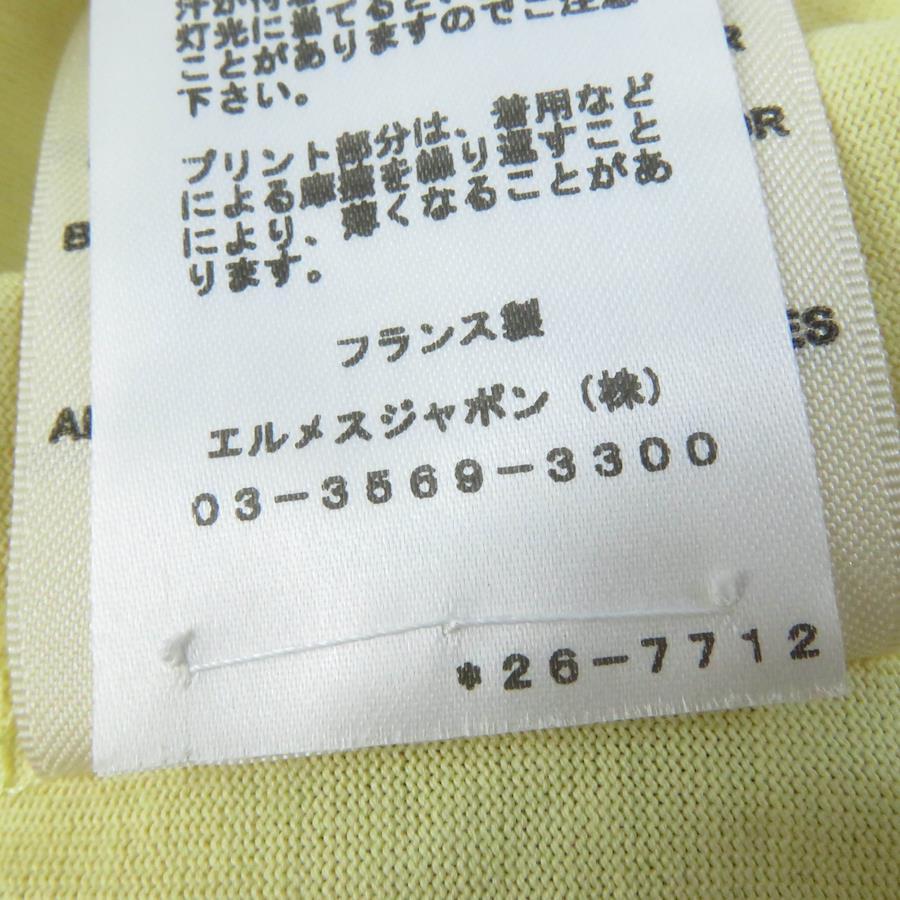 灯光に当てると、
ことがありますのでご注意
下さい。
プリント部分は、着用など
による摩擦を繰り返すこと
により、薄くなることがあ
ります。
フランス製
エルメスジャポン（株）
03-3569-3300
*26-7712